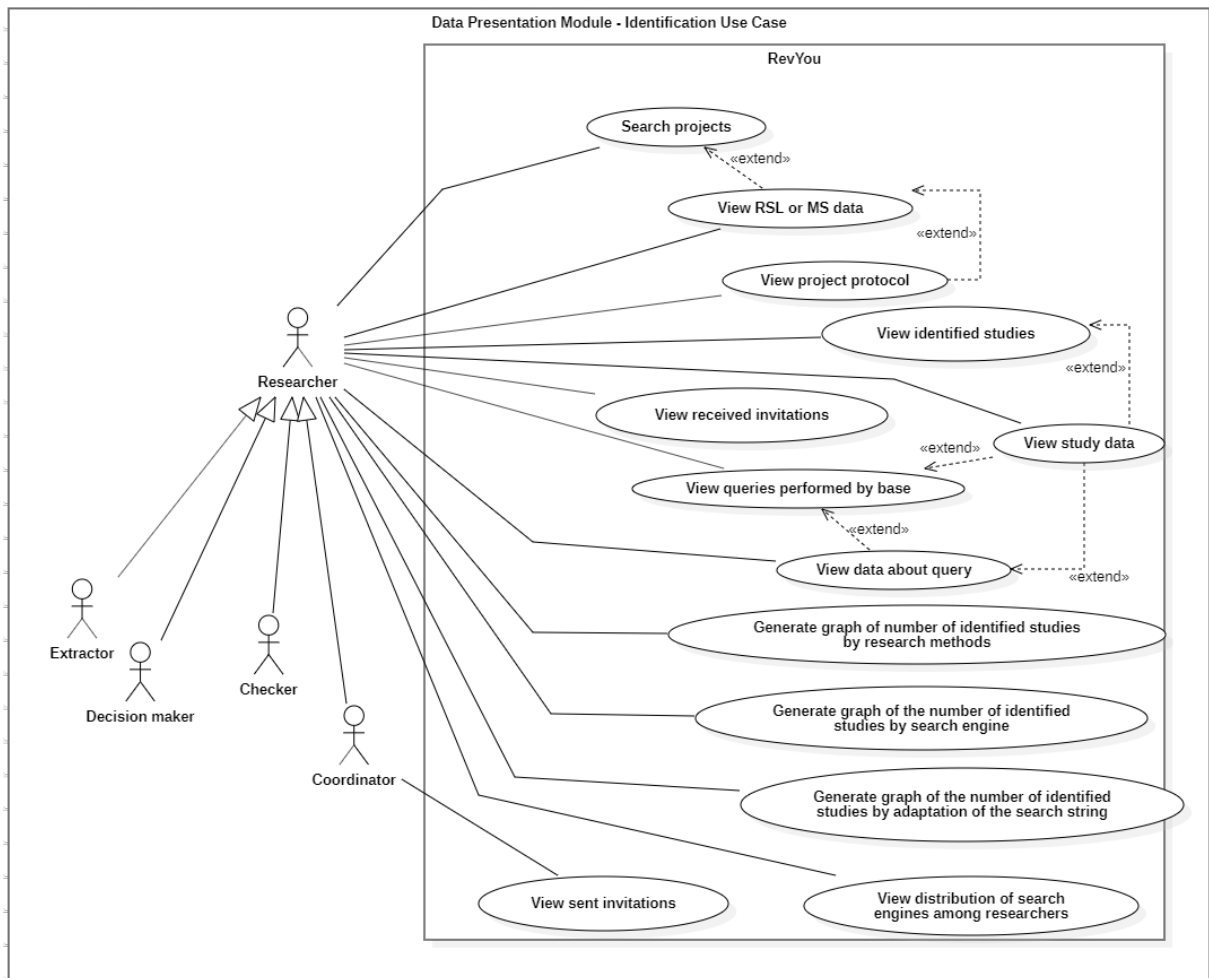 Data Presentation Module - Identification Use Case
RevYou
Search projects
«extend»
View RSL or MS data
«extend»
View project protocol
View identified studies
«extend»
Researcher
View received invitations
View study data
«extend»
View queries performed by base
«extend»
View data about query
«extend»
Generate graph of number of identified studies
by research methods
Extractor
Checker
Decision maker
Generate graph of the number of identified
studies by search engine
Coordinator
Generate graph of the number of identified
studies by adaptation of the search string
View sent invitations
View distribution of search
engines among researchers